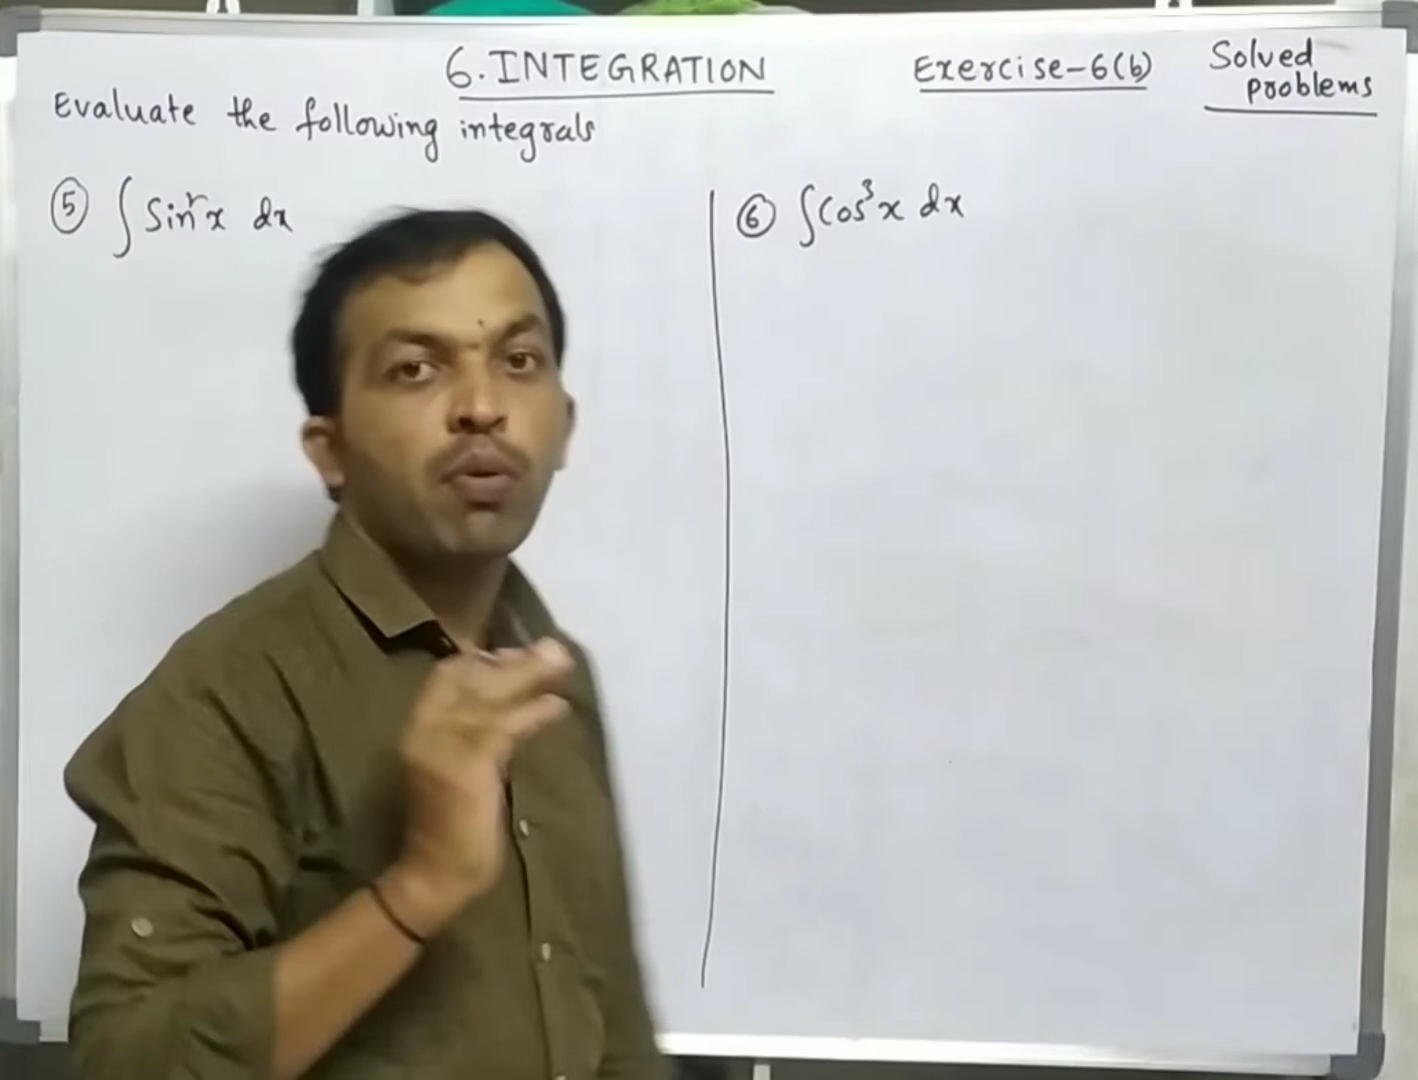 6. INTEGRATION
Exercise-6(b)
Solved problems
Evaluate the following integrals
⑤ ∫ Sin²x dx
⑥ ∫ Cos³x dx